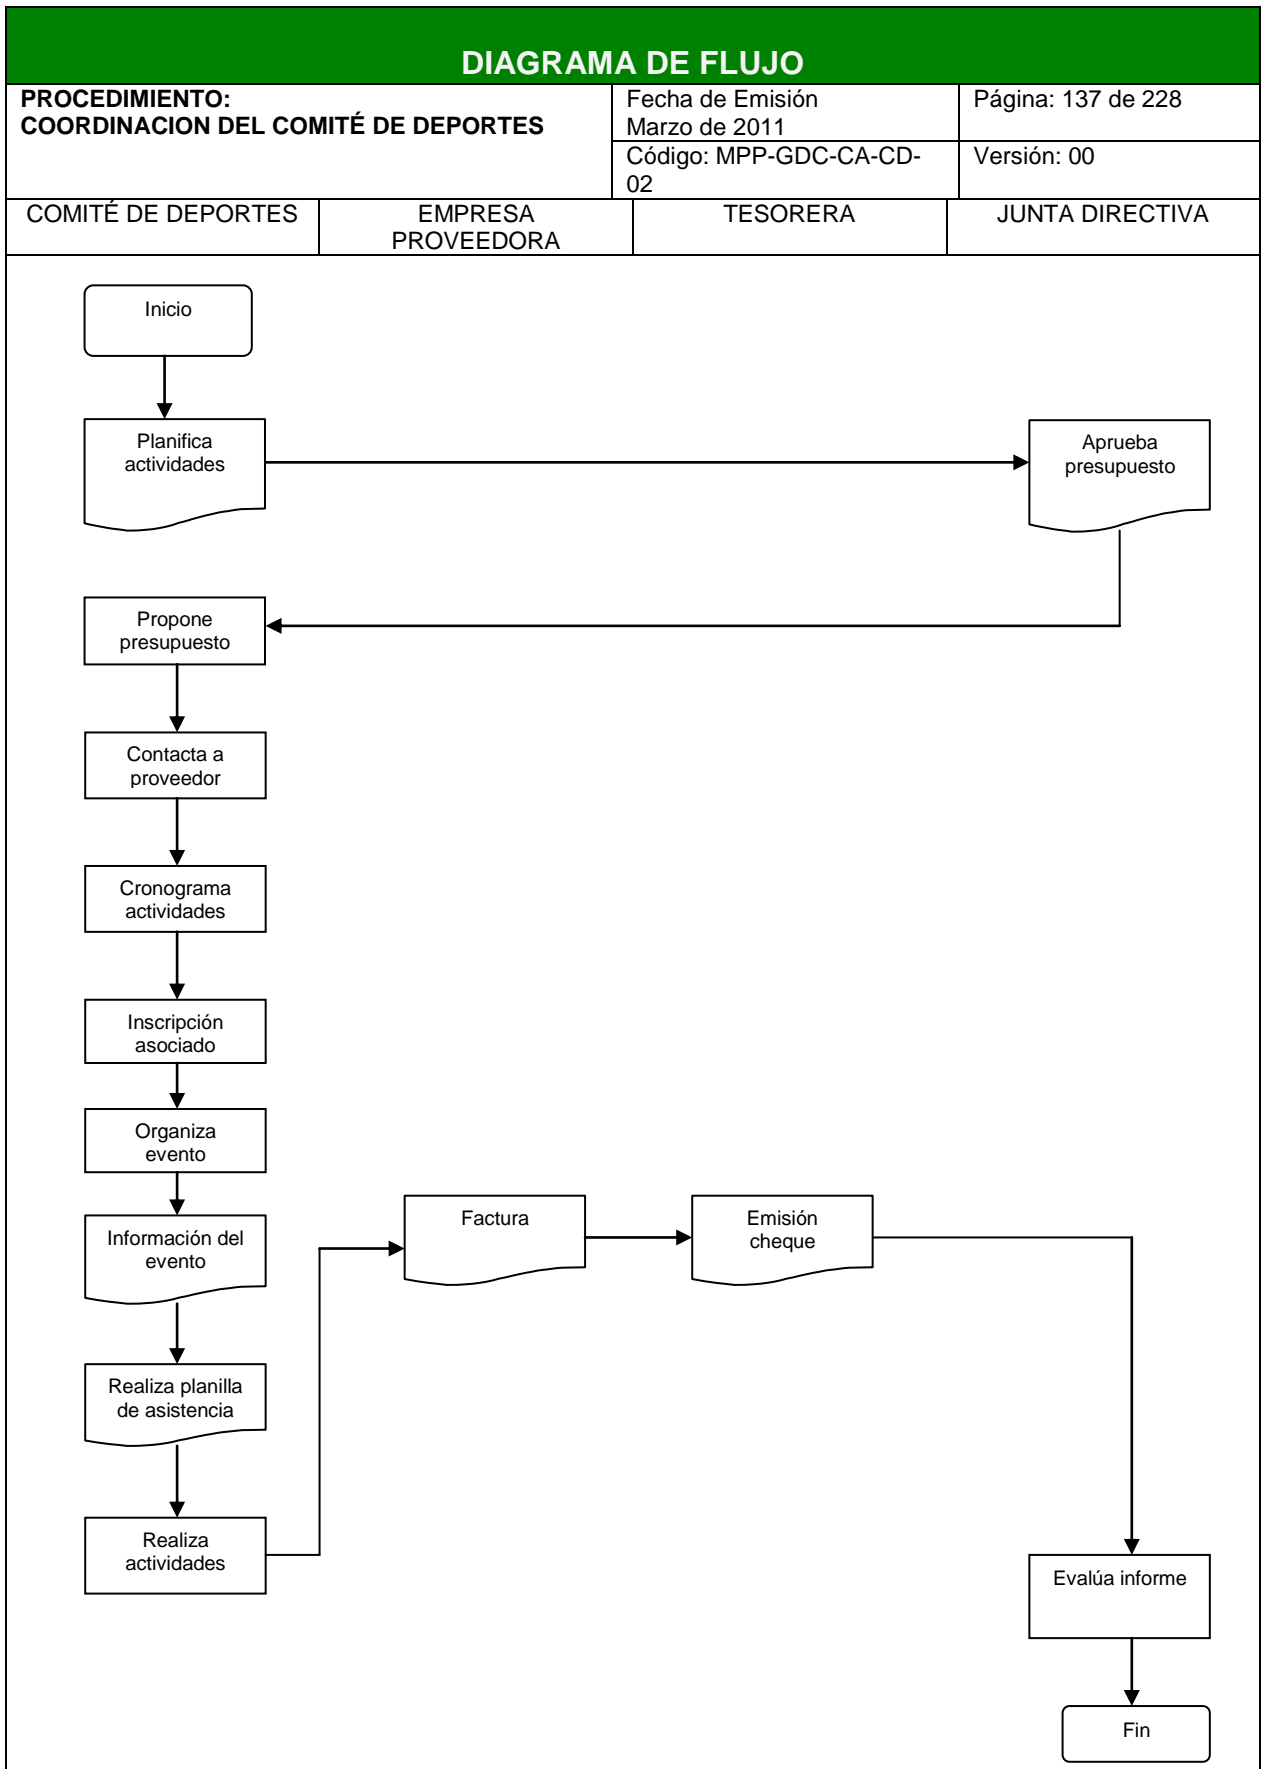 DIAGRAMA DE FLUJO
PROCEDIMIENTO:
COORDINACION DEL COMITÉ DE DEPORTES
Fecha de Emisión
Marzo de 2011
Página: 137 de 228
Código: MPP-GDC-CA-CD-
02
Versión: 00
COMITÉ DE DEPORTES
EMPRESA
PROVEEDORA
TESORERA
JUNTA DIRECTIVA
Inicio
Planifica
actividades
Aprueba
presupuesto
Propone
presupuesto
Contacta a
proveedor
Cronograma
actividades
Inscripción
asociado
Organiza
evento
Información del
evento
Factura
Emisión
cheque
Realiza planilla
de asistencia
Realiza
actividades
Evalúa informe
Fin